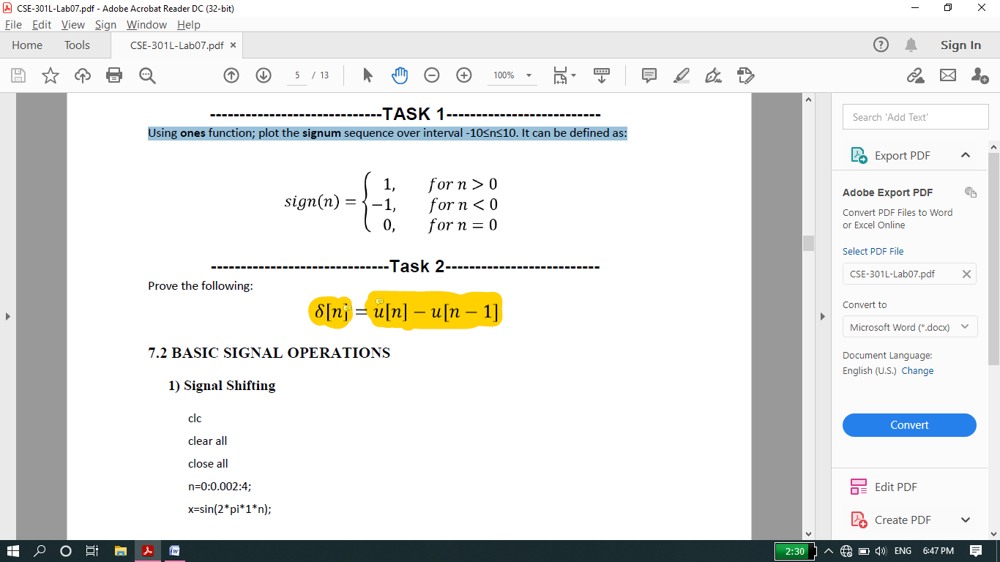 CSE-301L-Lab07.pdf - Adobe Acrobat Reader DC (32-bit)
File Edit View Sign Window Help
Home Tools CSE-301L-Lab07.pdf × Sign In
5 / 13 100%
-----------------------------TASK 1--------------------------
Using ones function; plot the signum sequence over interval -10≤n≤10. It can be defined as:
sign(n) = { 1, for n > 0
−1, for n < 0
0, for n = 0
------------------------------Task 2--------------------------
Prove the following:
δ[n] = u[n] − u[n − 1]
7.2 BASIC SIGNAL OPERATIONS
1) Signal Shifting
clc
clear all
close all
n=0:0.002:4;
x=sin(2*pi*1*n);
Search 'Add Text'
Export PDF
Adobe Export PDF
Convert PDF Files to Word
or Excel Online
Select PDF File
CSE-301L-Lab07.pdf
Convert to
Microsoft Word (*.docx)
Document Language:
English (U.S.) Change
Convert
Edit PDF
Create PDF
2:30 ENG 6:47 PM